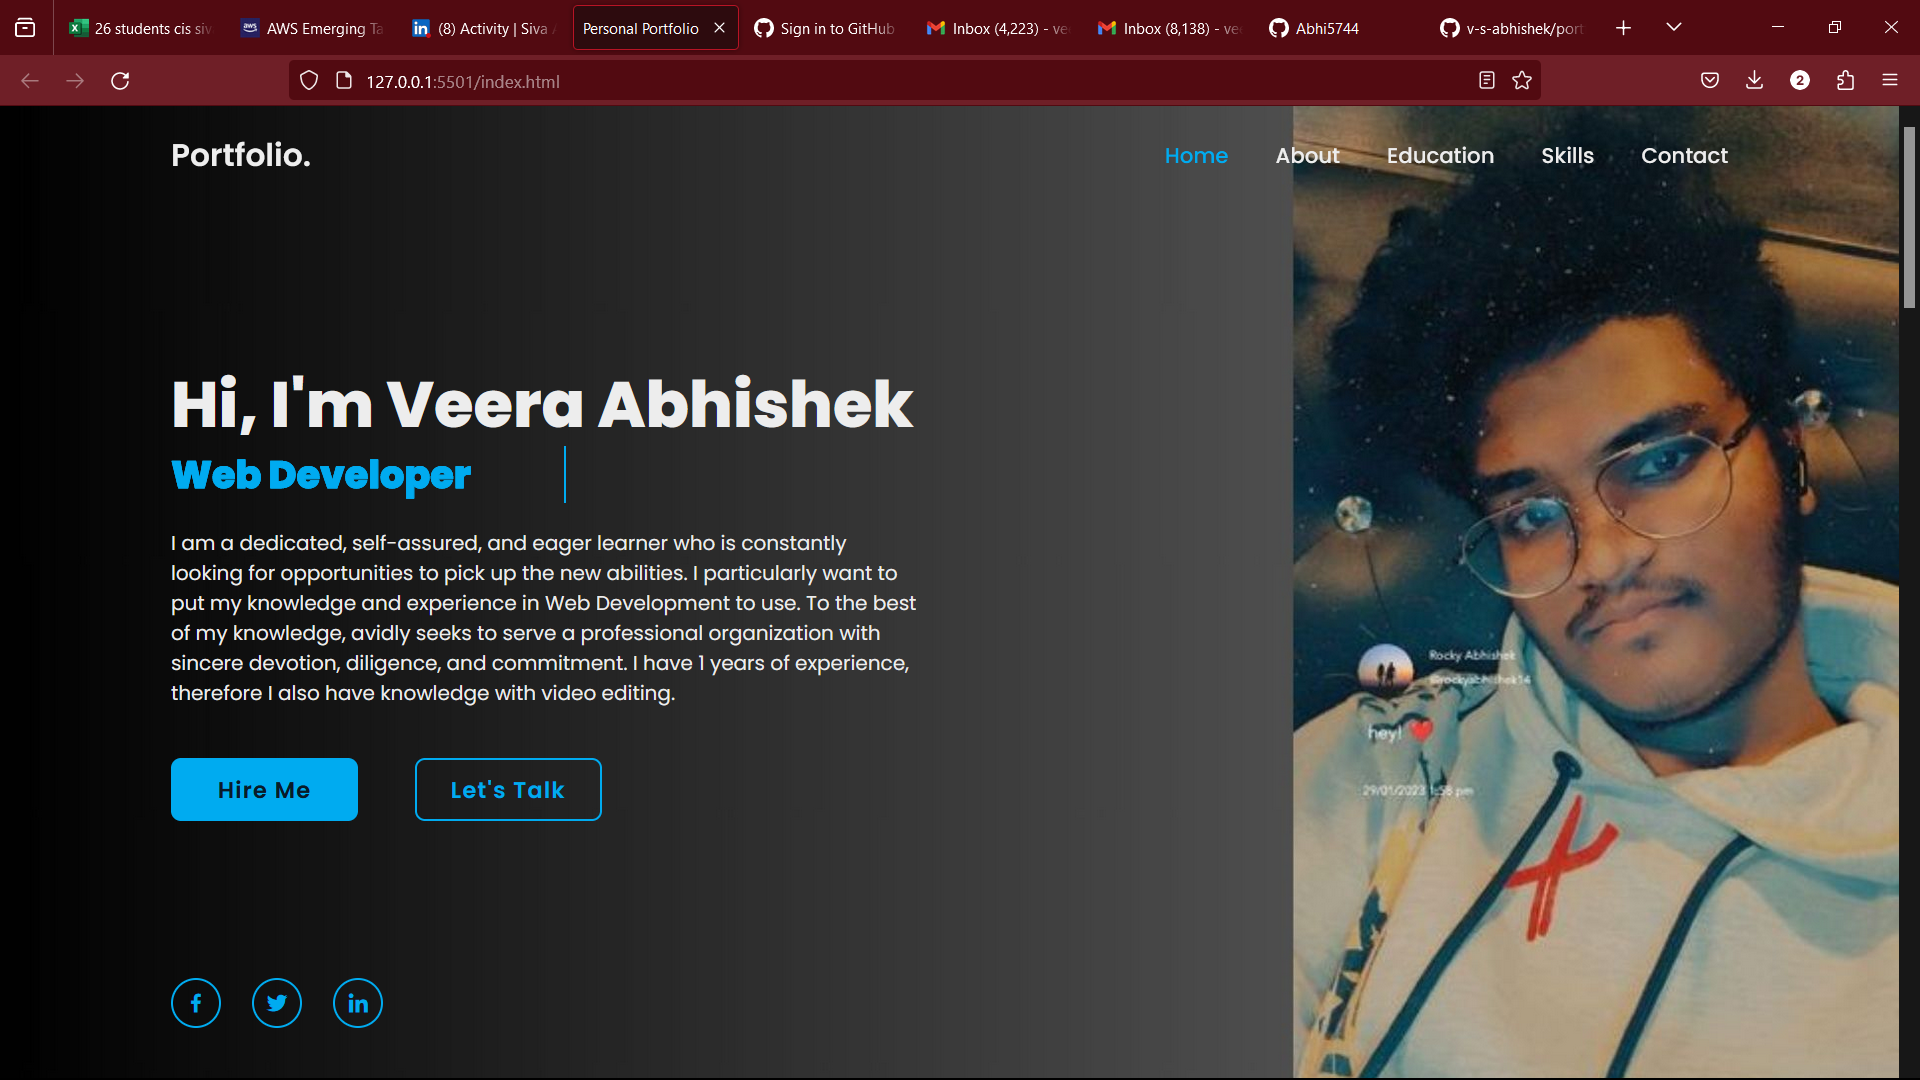 26 students cis siv
AWS Emerging Ta
(8) Activity | Siva
Personal Portfolio
Sign in to GitHub
Inbox (4,223) - vee
Inbox (8,138) - vee
Abhi5744
v-s-abhishek/port
127.0.0.1:5501/index.html
2
Portfolio.
Home
About
Education
Skills
Contact
Hi, I'm Veera Abhishek
Web Developer
I am a dedicated, self-assured, and eager learner who is constantly
looking for opportunities to pick up the new abilities. I particularly want to
put my knowledge and experience in Web Development to use. To the best
of my knowledge, avidly seeks to serve a professional organization with
sincere devotion, diligence, and commitment. I have 1 years of experience,
therefore I also have knowledge with video editing.
Hire Me
Let's Talk
Rocky Abhishek
@rockyabhishek14
hey! ❤️
29/01/2023 1:58 pm